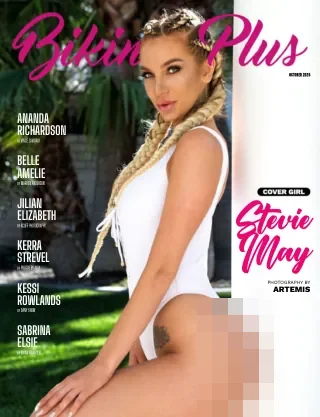 Bikini Plus
OCTOBER 2020
ANANDA
RICHARDSON
BELLE
AMELIE
JILIAN
ELIZABETH
KERRA
STREVEL
KESSI
ROWLANDS
SABRINA
ELSIE
COVER GIRL
Stevie
May
PHOTOGRAPHY BY
ARTEMIS